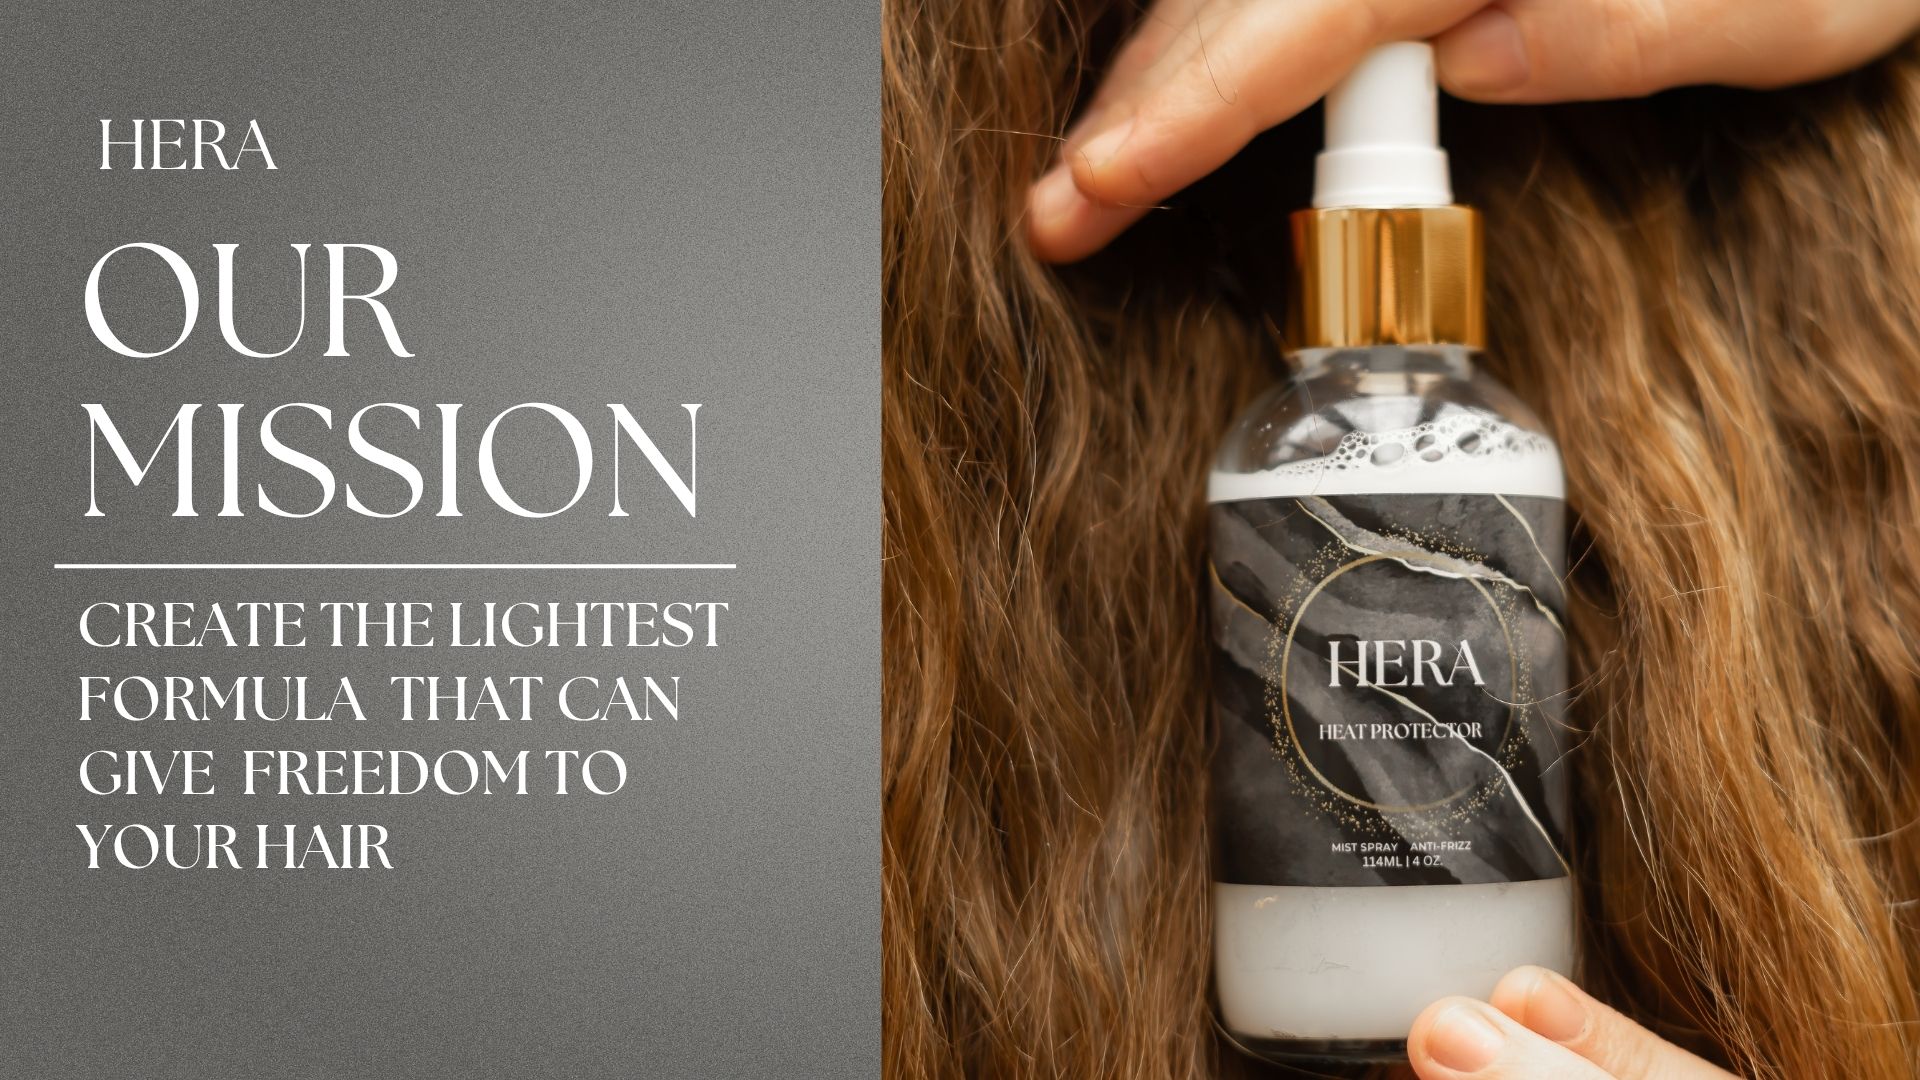 HERA
OUR
MISSION
CREATE THE LIGHTEST
FORMULA THAT CAN
GIVE FREEDOM TO
YOUR HAIR
HERA
HEAT PROTECTOR
MIST SPRAY ANTI-FRIZZ
114ML | 4 OZ.